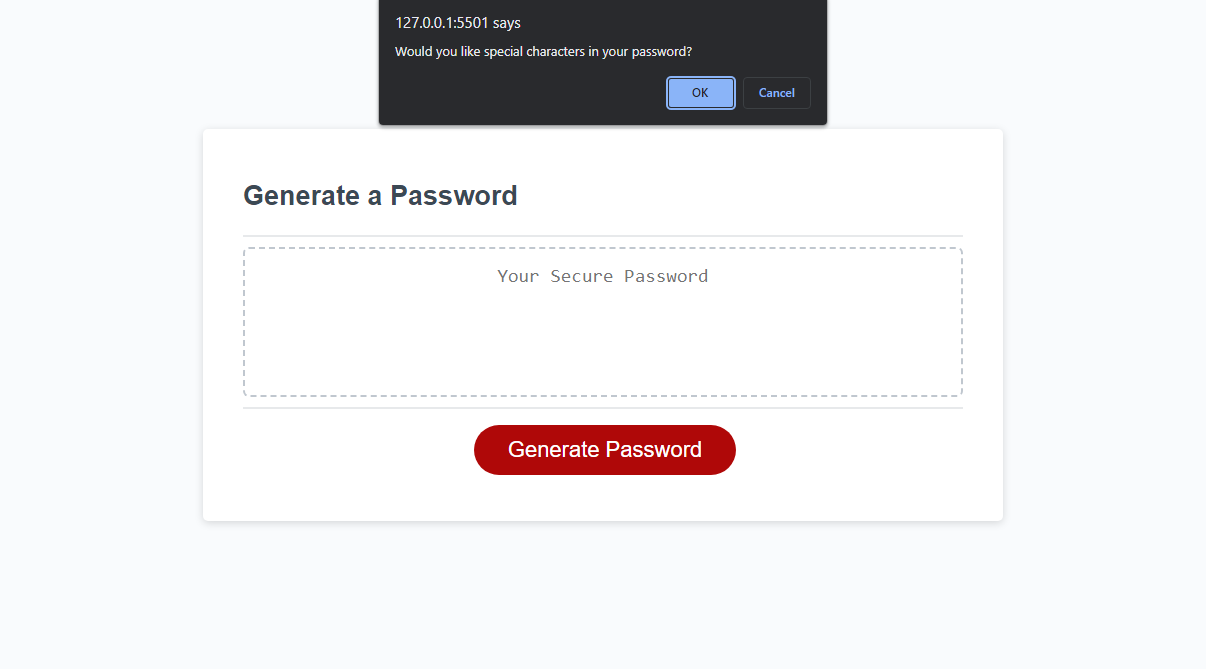 127.0.0.1:5501 says
Would you like special characters in your password?
OK
Cancel
Generate a Password
Your Secure Password
Generate Password